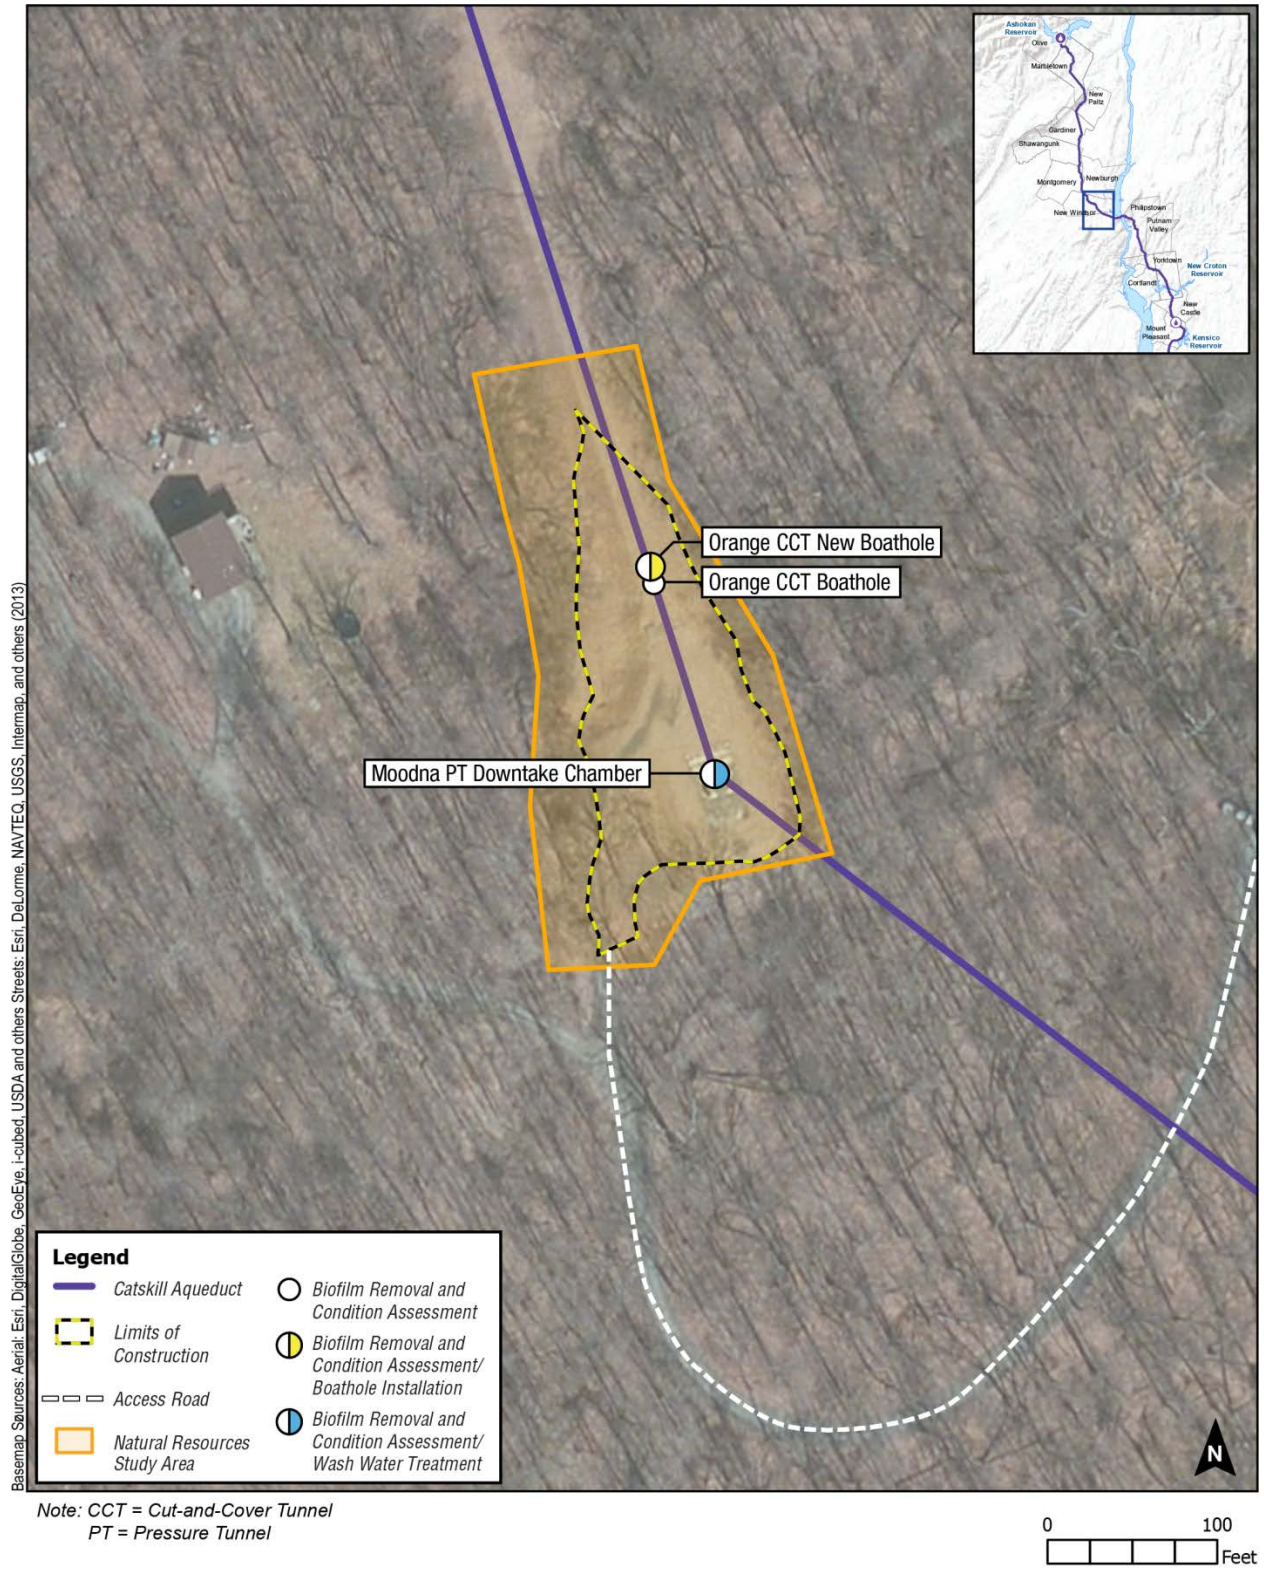 Ashokan
Reservoir
Olive
Marbletown
New
Paltz
Gardiner
Shawangunk
Montgomery
Newburgh
New Windsor
Philipstown
Putnam
Valley
Yorktown
New Croton
Reservoir
Cortlandt
New
Castle
Mount
Pleasant
Kensico
Reservoir
Orange CCT New Boathole
Orange CCT Boathole
Moodna PT Downtake Chamber
Basemap Sources: Aerial: Esri, DigitalGlobe, GeoEye, i-cubed, USDA and others Streets: Esri, DeLorme, NAVTEQ, USGS, Intermap, and others (2013)
Legend
Catskill Aqueduct
Limits of
Construction
Access Road
Natural Resources
Study Area
Biofilm Removal and
Condition Assessment
Biofilm Removal and
Condition Assessment/
Boathole Installation
Biofilm Removal and
Condition Assessment/
Wash Water Treatment
N
Note: CCT = Cut-and-Cover Tunnel
PT = Pressure Tunnel
0 100
Feet